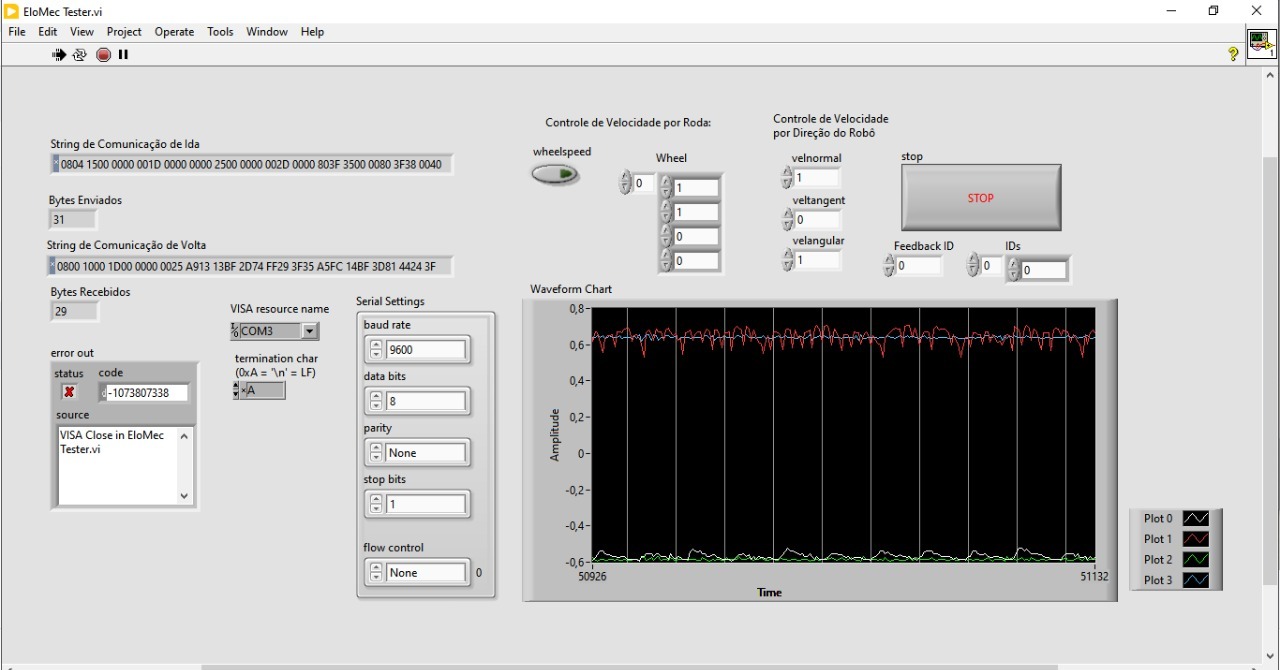 EloMec Tester.vi
File Edit View Project Operate Tools Window Help
1
String de Comunicação de Ida
0804 1500 0000 001D 0000 0000 2500 0000 002D 0000 803F 3500 0080 3F38 0040
Bytes Enviados
31
String de Comunicação de Volta
0800 1000 1D00 0000 0025 A913 13BF 2D74 FF29 3F35 A5FC 14BF 3D81 4424 3F
Bytes Recebidos
29
error out
status code
-1073807338
source
VISA Close in EloMec
Tester.vi
VISA resource name
COM3
termination char
(0xA = '\n' = LF)
×A
Serial Settings
baud rate
9600
data bits
8
parity
None
stop bits
1
flow control
None 0
Controle de Velocidade por Roda:
wheelspeed
Wheel
0
1
1
0
0
Controle de Velocidade
por Direção do Robô
velnormal
1
veltangent
0
velangular
1
stop
STOP
Feedback ID
0
IDs
0 0
Waveform Chart
Amplitude
0,8
0,6
0,4
0,2
0
-0,2
-0,4
-0,6
50926 51132
Time
Plot 0
Plot 1
Plot 2
Plot 3